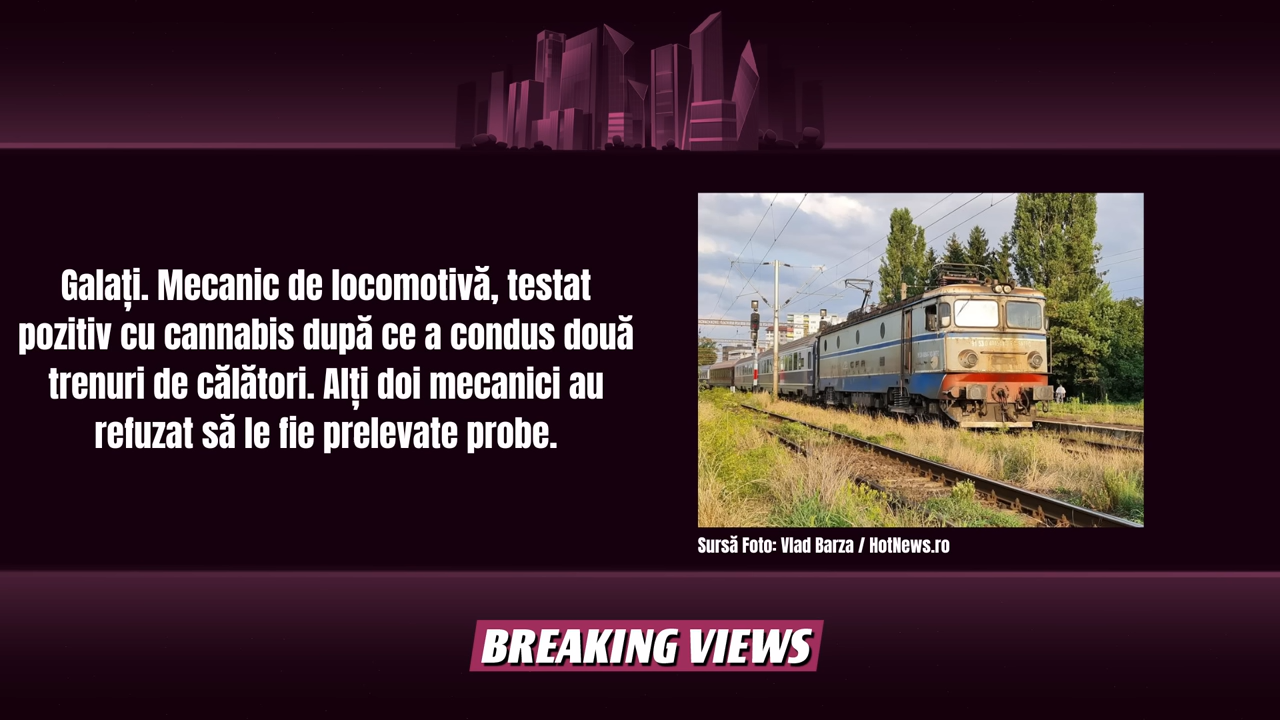 Galați. Mecanic de locomotivă, testat
pozitiv cu cannabis după ce a condus două
trenuri de călători. Alți doi mecanici au
refuzat să le fie prelevate probe.
Sursă Foto: Vlad Barza / HotNews.ro
BREAKING VIEWS